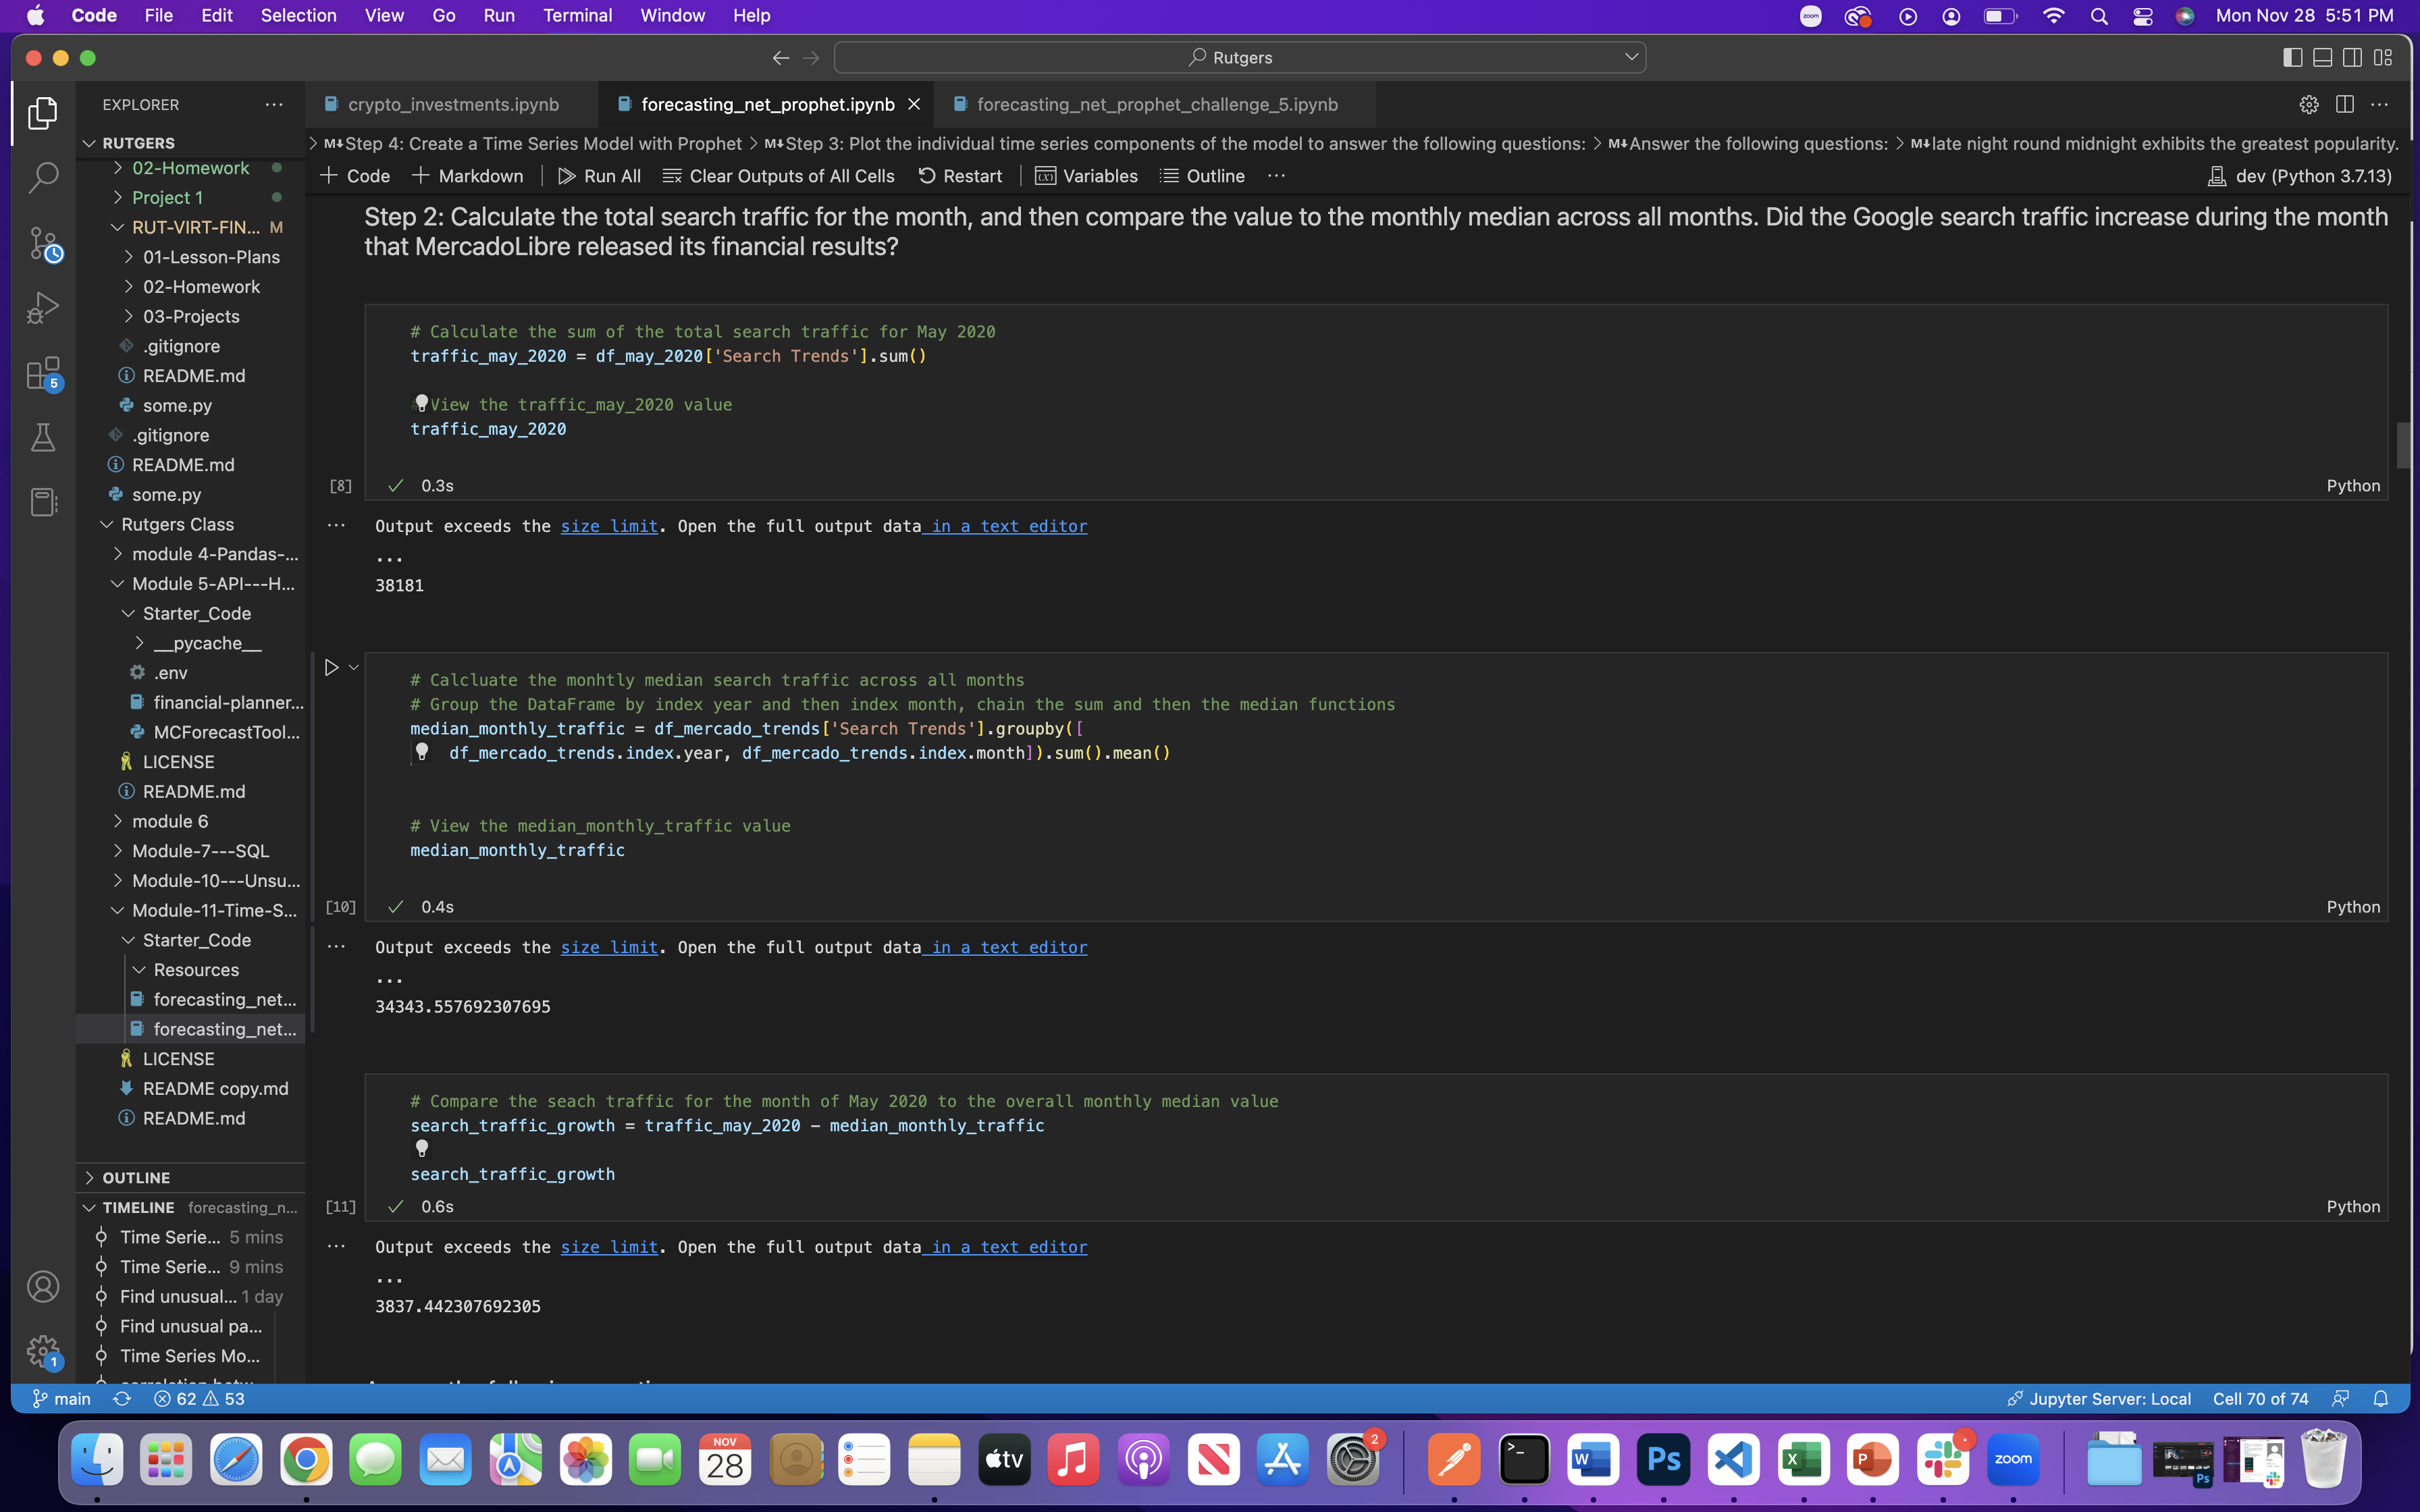 Code File Edit Selection View Go Run Terminal Window Help
zoom
Mon Nov 28 5:51 PM
Rutgers
EXPLORER
crypto_investments.ipynb
forecasting_net_prophet.ipynb
forecasting_net_prophet_challenge_5.ipynb
RUTGERS
M↓Step 4: Create a Time Series Model with Prophet > M↓Step 3: Plot the individual time series components of the model to answer the following questions: > M↓Answer the following questions: > M↓late night round midnight exhibits the greatest popularity.
+ Code + Markdown Run All Clear Outputs of All Cells Restart Variables Outline ...
dev (Python 3.7.13)
02-Homework
Project 1
RUT-VIRT-FIN... M
01-Lesson-Plans
02-Homework
03-Projects
.gitignore
README.md
some.py
.gitignore
README.md
some.py
Rutgers Class
module 4-Pandas-...
Module 5-API---H...
Starter_Code
__pycache__
.env
financial-planner...
MCForecastTool...
LICENSE
README.md
module 6
Module-7---SQL
Module-10---Unsu...
Module-11-Time-S...
Starter_Code
Resources
forecasting_net...
forecasting_net...
LICENSE
README copy.md
README.md
OUTLINE
TIMELINE forecasting_n...
Time Serie... 5 mins
Time Serie... 9 mins
Find unusual... 1 day
Find unusual pa...
Time Series Mo...
5
1
Step 2: Calculate the total search traffic for the month, and then compare the value to the monthly median across all months. Did the Google search traffic increase during the month
that MercadoLibre released its financial results?
# Calculate the sum of the total search traffic for May 2020
traffic_may_2020 = df_may_2020['Search Trends'].sum()
View the traffic_may_2020 value
traffic_may_2020
[8] 0.3s
Python
Output exceeds the size limit. Open the full output data in a text editor
...
38181
# Calcluate the monhtly median search traffic across all months
# Group the DataFrame by index year and then index month, chain the sum and then the median functions
median_monthly_traffic = df_mercado_trends['Search Trends'].groupby([
df_mercado_trends.index.year, df_mercado_trends.index.month]).sum().mean()
# View the median_monthly_traffic value
median_monthly_traffic
[10] 0.4s
Python
Output exceeds the size limit. Open the full output data in a text editor
...
34343.557692307695
# Compare the seach traffic for the month of May 2020 to the overall monthly median value
search_traffic_growth = traffic_may_2020 - median_monthly_traffic
search_traffic_growth
[11] 0.6s
Python
Output exceeds the size limit. Open the full output data in a text editor
...
3837.442307692305
main 62 53
Jupyter Server: Local Cell 70 of 74
NOV
28
tv
2
W
Ps
X
P
zoom
Ps